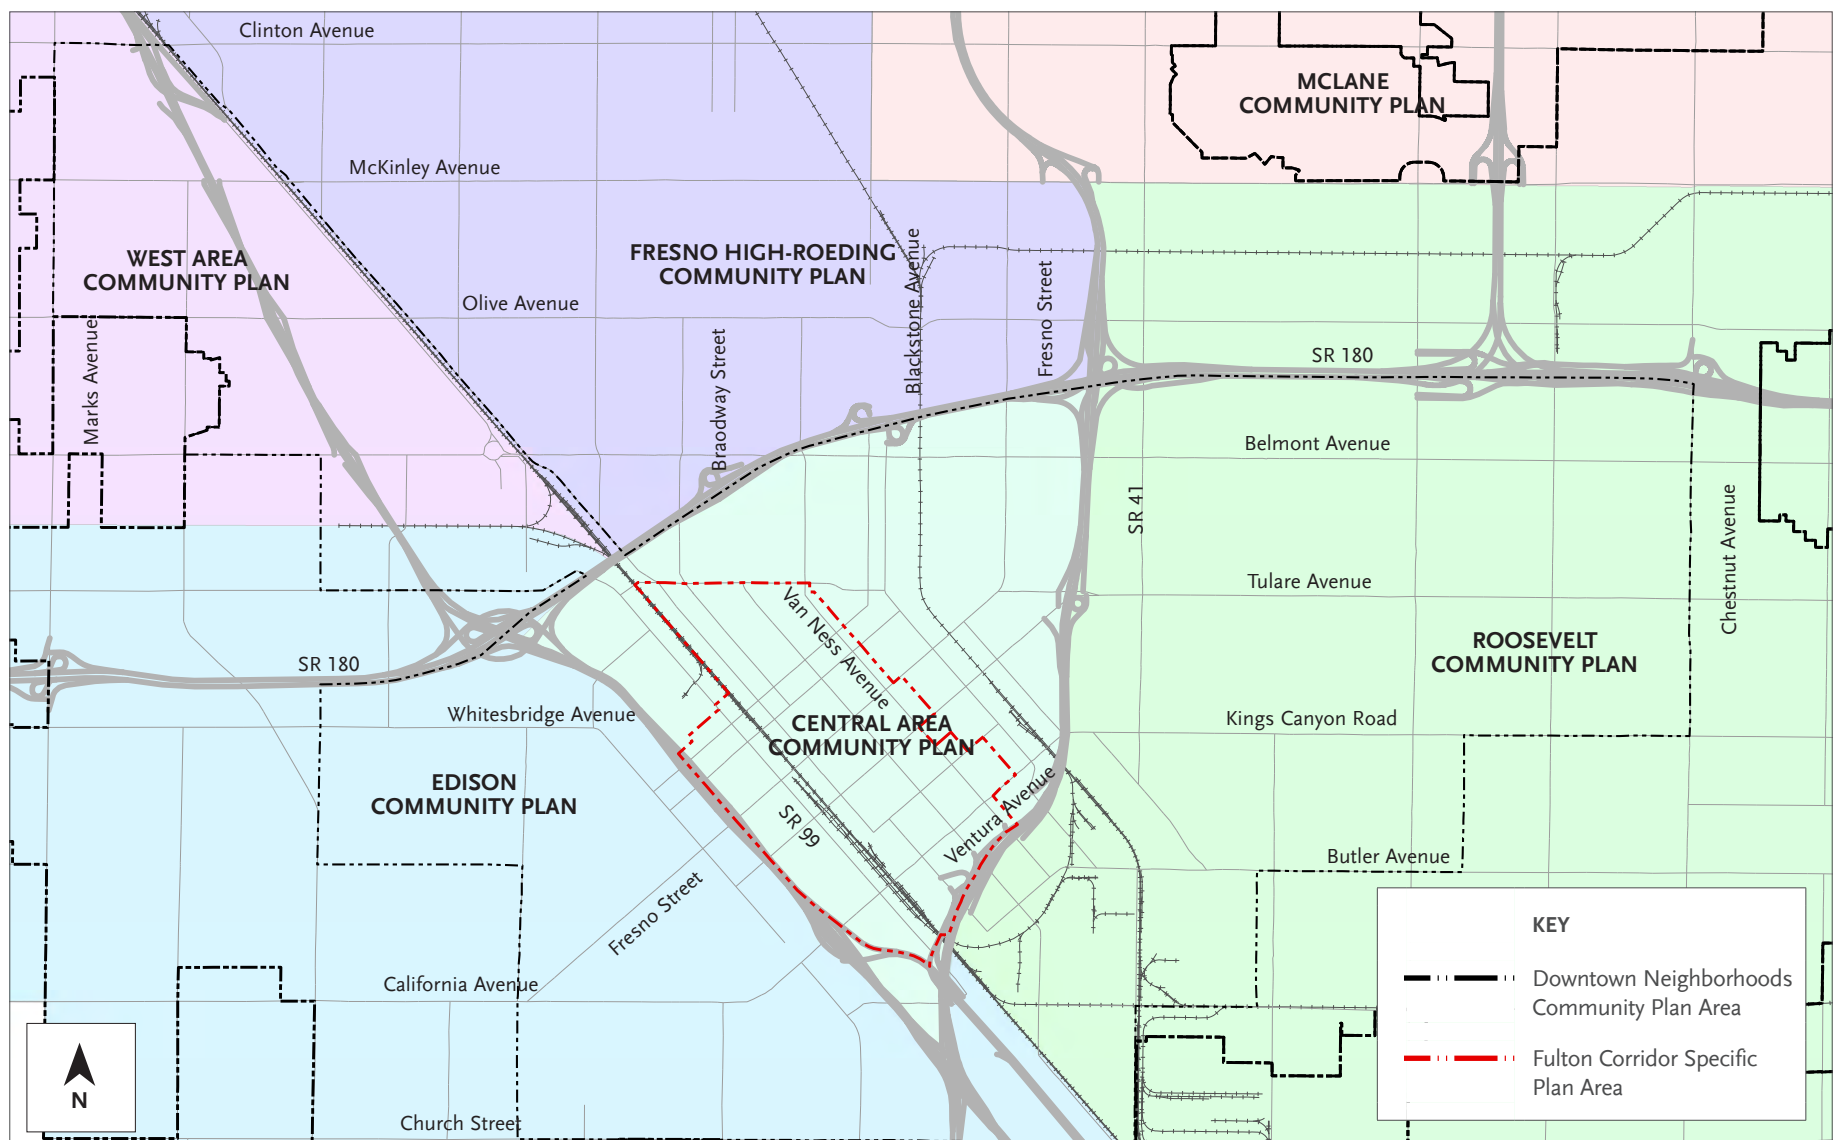 Clinton Avenue
MCLANE
COMMUNITY PLAN
McKinley Avenue
WEST AREA
COMMUNITY PLAN
FRESNO HIGH-ROEDING
COMMUNITY PLAN
Blackstone Avenue
Fresno Street
Olive Avenue
Marks Avenue
Braodway Street
SR 180
Belmont Avenue
SR 41
Chestnut Avenue
Tulare Avenue
Van Ness Avenue
ROOSEVELT
COMMUNITY PLAN
SR 180
Whitesbridge Avenue
CENTRAL AREA
COMMUNITY PLAN
Kings Canyon Road
EDISON
COMMUNITY PLAN
SR 99
Ventura Avenue
Butler Avenue
Fresno Street
California Avenue
Church Street
N
KEY
Downtown Neighborhoods
Community Plan Area
Fulton Corridor Specific
Plan Area